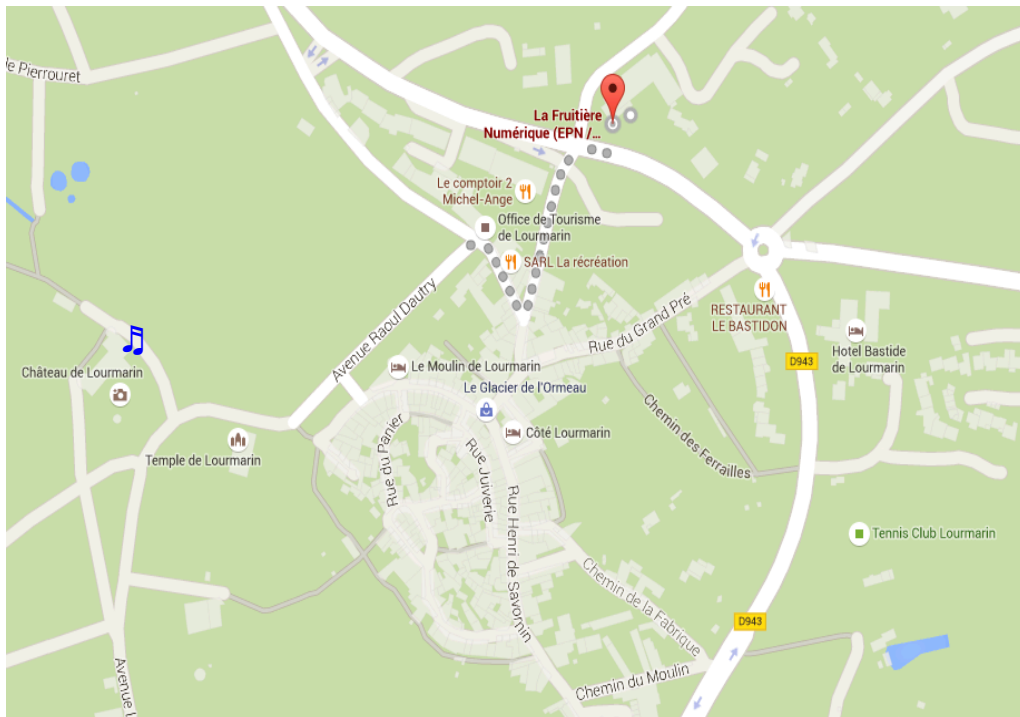 de Pierrouret
La Fruitière
Numérique (EPN /...
Le comptoir 2
Michel-Ange
Office de Tourisme
de Lourmarin
SARL La récréation
RESTAURANT
LE BASTIDON
Rue du Grand Pré
Avenue Raoul Dautry
Hotel Bastide
de Lourmarin
D943
Château de Lourmarin
Le Moulin de Lourmarin
Le Glacier de l'Ormeau
Chemin des Ferrailles
Côté Lourmarin
Temple de Lourmarin
Rue du Panier
Rue Juiverie
Rue Henri de Savornin
Tennis Club Lourmarin
Chemin de la Fabrique
D943
Chemin du Moulin
Avenue